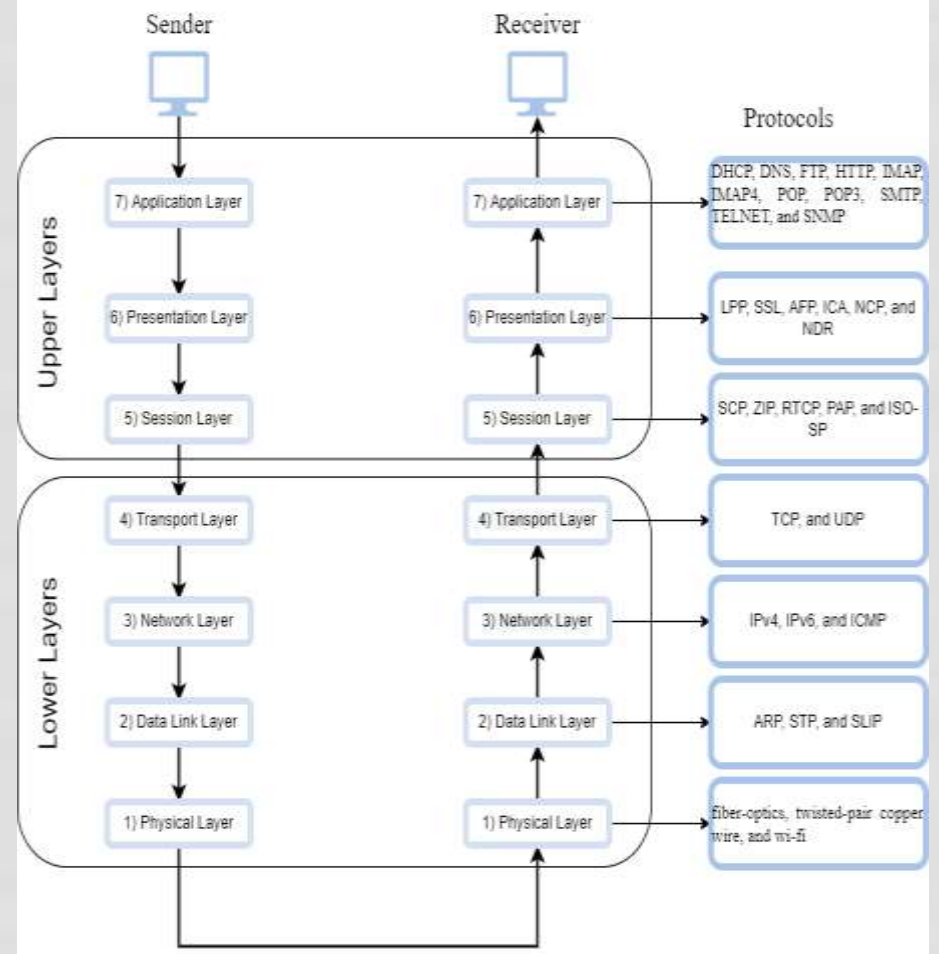 Sender
Receiver
Protocols
Upper Layers
7) Application Layer
7) Application Layer
DHCP, DNS, FTP, HTTP, IMAP,
IMAP4, POP, POP3, SMTP,
TELNET, and SNMP
6) Presentation Layer
6) Presentation Layer
LPP, SSL, AFP, ICA, NCP, and
NDR
5) Session Layer
5) Session Layer
SCP, ZIP, RTCP, PAP, and ISO-
SP
Lower Layers
4) Transport Layer
4) Transport Layer
TCP, and UDP
3) Network Layer
3) Network Layer
IPv4, IPv6, and ICMP
2) Data Link Layer
2) Data Link Layer
ARP, STP, and SLIP
1) Physical Layer
1) Physical Layer
fiber-optics, twisted-pair copper
wire, and wi-fi